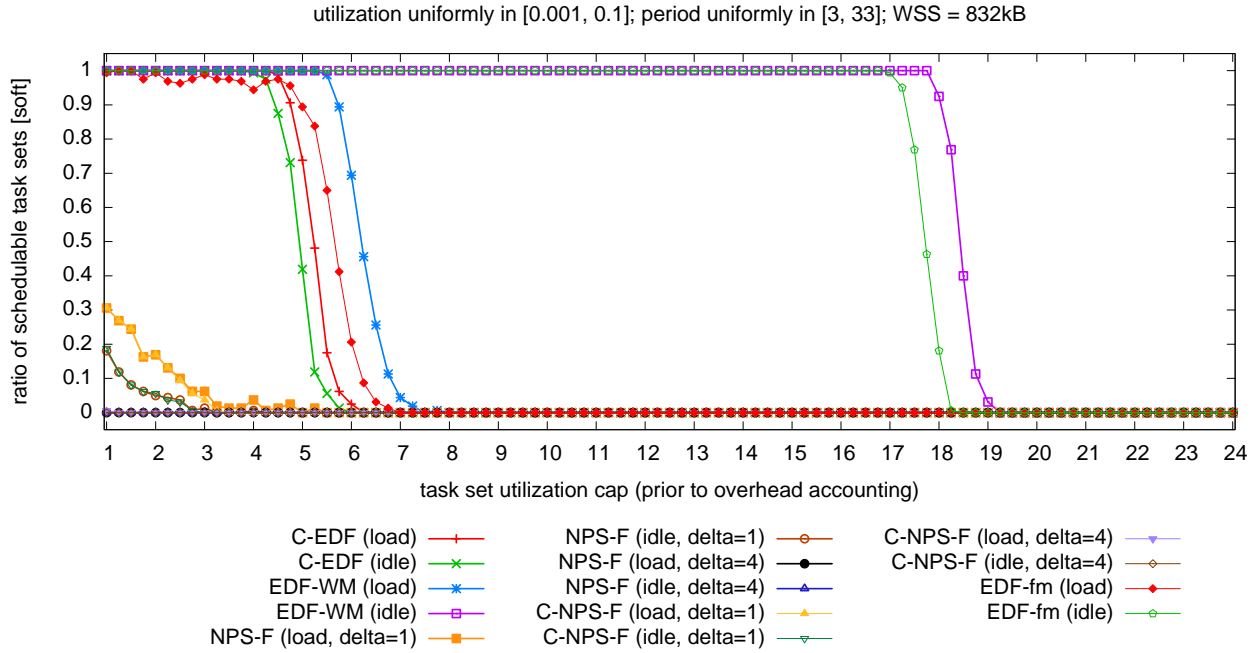 utilization uniformly in [0.001, 0.1]; period uniformly in [3, 33]; WSS = 832kB
ratio of schedulable task sets [soft]
1
0.9
0.8
0.7
0.6
0.5
0.4
0.3
0.2
0.1
0
1 2 3 4 5 6 7 8 9 10 11 12 13 14 15 16 17 18 19 20 21 22 23 24
task set utilization cap (prior to overhead accounting)
C-EDF (load)
C-EDF (idle)
EDF-WM (load)
EDF-WM (idle)
NPS-F (load, delta=1)
NPS-F (idle, delta=1)
NPS-F (load, delta=4)
NPS-F (idle, delta=4)
C-NPS-F (load, delta=1)
C-NPS-F (idle, delta=1)
C-NPS-F (load, delta=4)
C-NPS-F (idle, delta=4)
EDF-fm (load)
EDF-fm (idle)